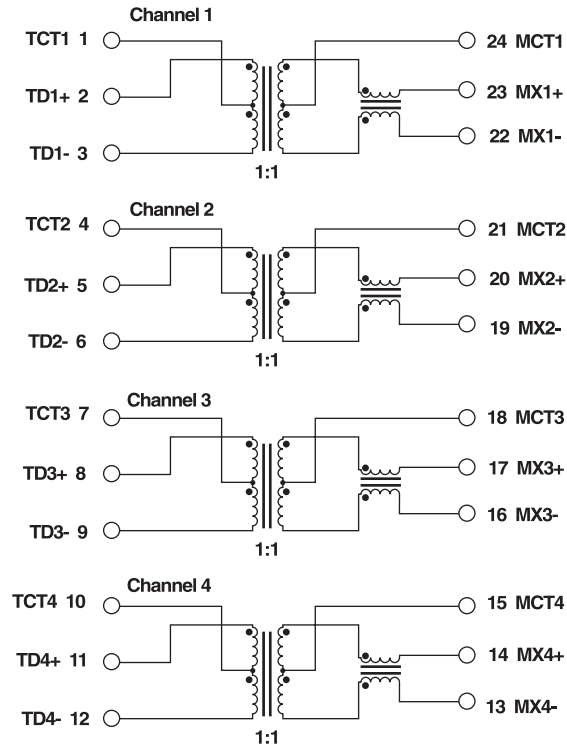 Channel 1
TCT1 1
24 MCT1
TD1+ 2
23 MX1+
22 MX1-
TD1- 3
1:1
Channel 2
TCT2 4
21 MCT2
TD2+ 5
20 MX2+
19 MX2-
TD2- 6
1:1
Channel 3
TCT3 7
18 MCT3
TD3+ 8
17 MX3+
16 MX3-
TD3- 9
1:1
Channel 4
TCT4 10
15 MCT4
TD4+ 11
14 MX4+
13 MX4-
TD4- 12
1:1